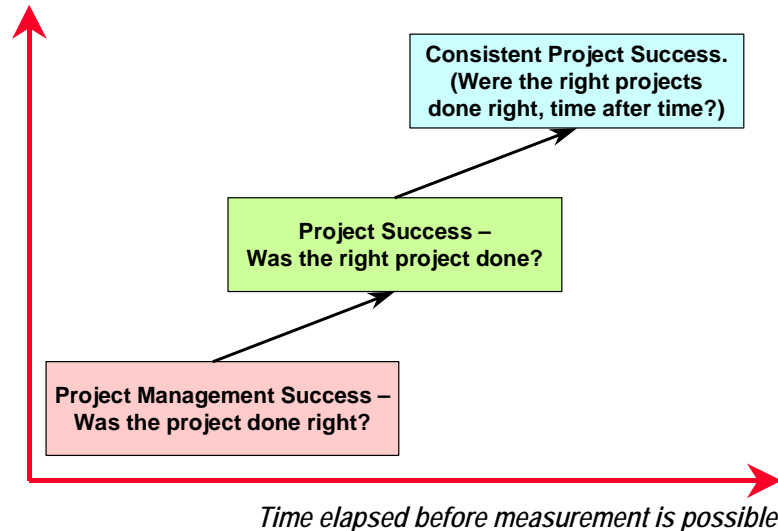 Consistent Project Success.
(Were the right projects
done right, time after time?)
Project Success –
Was the right project done?
Project Management Success –
Was the project done right?
Time elapsed before measurement is possible